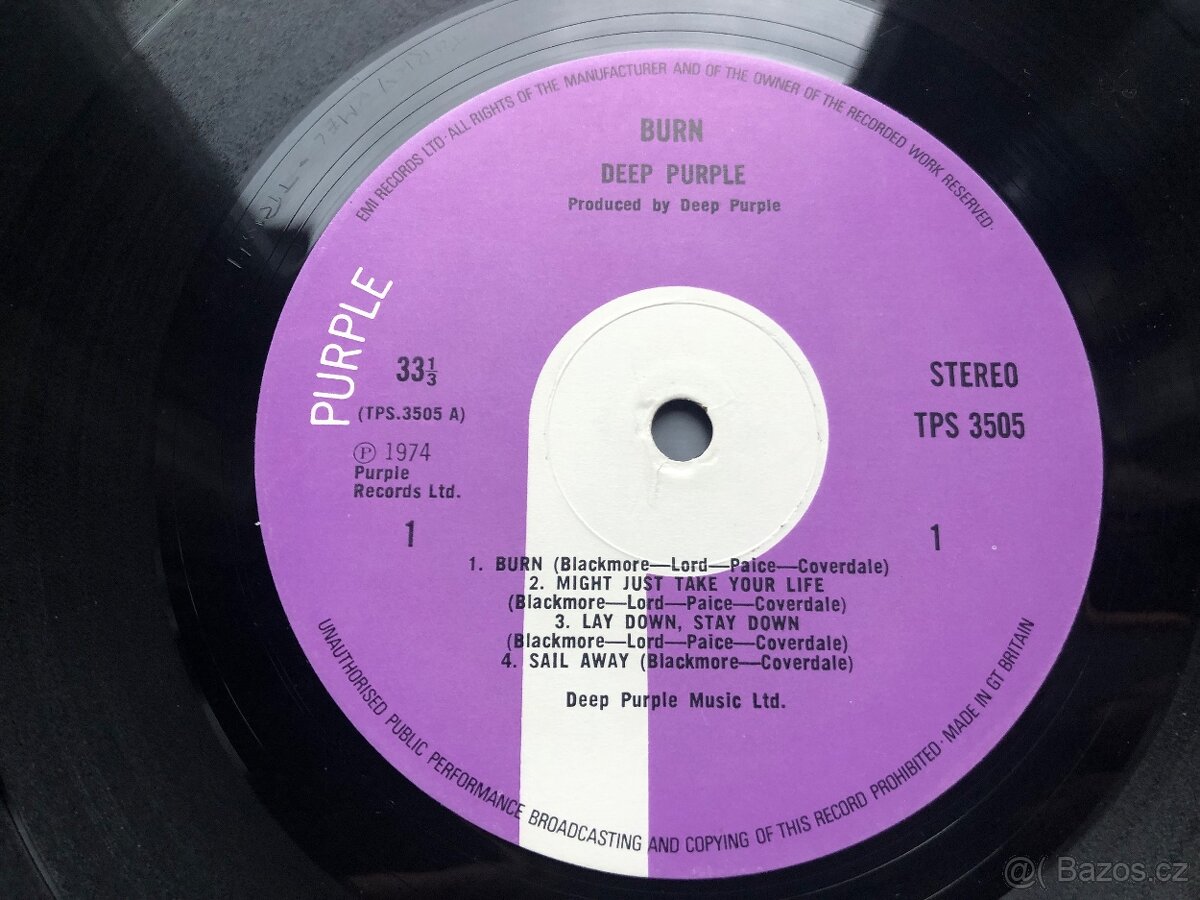 EMI RECORDS LTD·ALL RIGHTS OF THE MANUFACTURER AND OF THE OWNER OF THE RECORDED WORK RESERVED·
BURN
DEEP PURPLE
Produced by Deep Purple
PURPLE
33⅓
(TPS.3505 A)
℗ 1974
Purple
Records Ltd.
1
STEREO
TPS 3505
1
1. BURN (Blackmore—Lord—Paice—Coverdale)
2. MIGHT JUST TAKE YOUR LIFE
(Blackmore—Lord—Paice—Coverdale)
3. LAY DOWN, STAY DOWN
(Blackmore—Lord—Paice—Coverdale)
4. SAIL AWAY (Blackmore—Coverdale)
Deep Purple Music Ltd.
UNAUTHORISED PUBLIC PERFORMANCE BROADCASTING AND COPYING OF THIS RECORD PROHIBITED·MADE IN GT BRITAIN
@( Bazos.cz